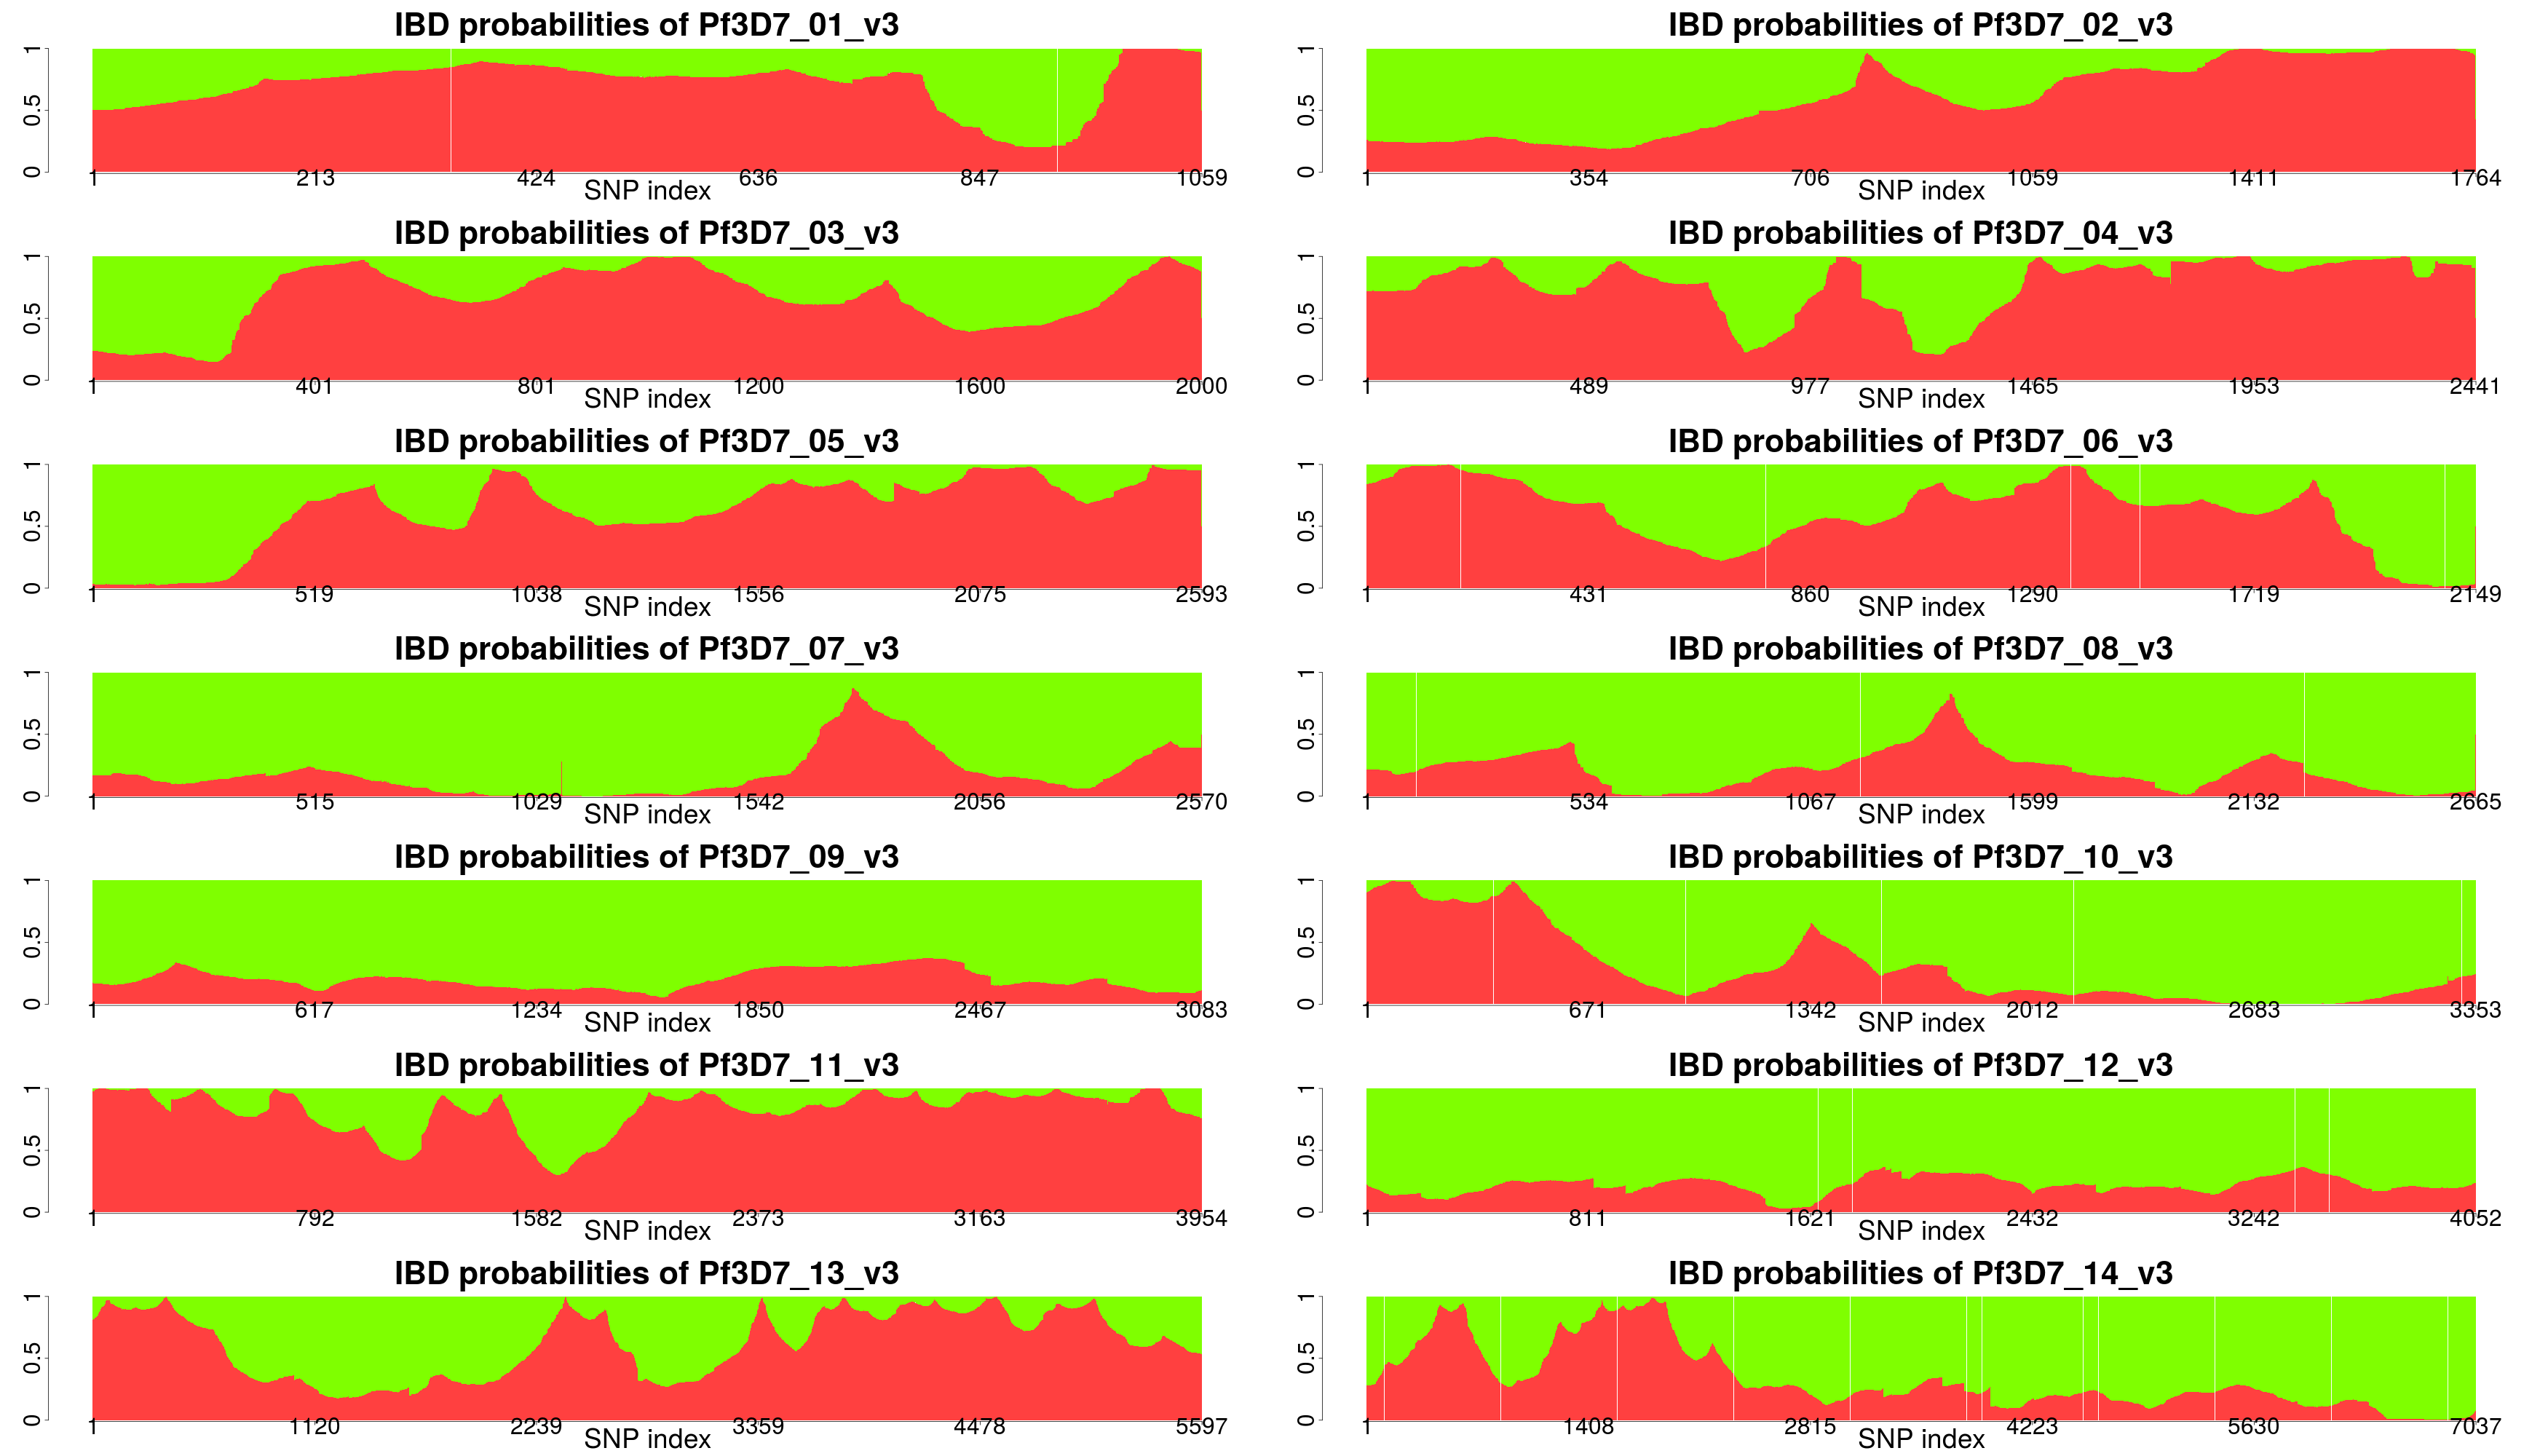 IBD probabilities of Pf3D7_01_v3
0 0.5 1
1 213 424 636 847 1059
SNP index
IBD probabilities of Pf3D7_02_v3
0 0.5 1
1 354 706 1059 1411 1764
SNP index
IBD probabilities of Pf3D7_03_v3
0 0.5 1
1 401 801 1200 1600 2000
SNP index
IBD probabilities of Pf3D7_04_v3
0 0.5 1
1 489 977 1465 1953 2441
SNP index
IBD probabilities of Pf3D7_05_v3
0 0.5 1
1 519 1038 1556 2075 2593
SNP index
IBD probabilities of Pf3D7_06_v3
0 0.5 1
1 431 860 1290 1719 2149
SNP index
IBD probabilities of Pf3D7_07_v3
0 0.5 1
1 515 1029 1542 2056 2570
SNP index
IBD probabilities of Pf3D7_08_v3
0 0.5 1
1 534 1067 1599 2132 2665
SNP index
IBD probabilities of Pf3D7_09_v3
0 0.5 1
1 617 1234 1850 2467 3083
SNP index
IBD probabilities of Pf3D7_10_v3
0 0.5 1
1 671 1342 2012 2683 3353
SNP index
IBD probabilities of Pf3D7_11_v3
0 0.5 1
1 792 1582 2373 3163 3954
SNP index
IBD probabilities of Pf3D7_12_v3
0 0.5 1
1 811 1621 2432 3242 4052
SNP index
IBD probabilities of Pf3D7_13_v3
0 0.5 1
1 1120 2239 3359 4478 5597
SNP index
IBD probabilities of Pf3D7_14_v3
0 0.5 1
1 1408 2815 4223 5630 7037
SNP index